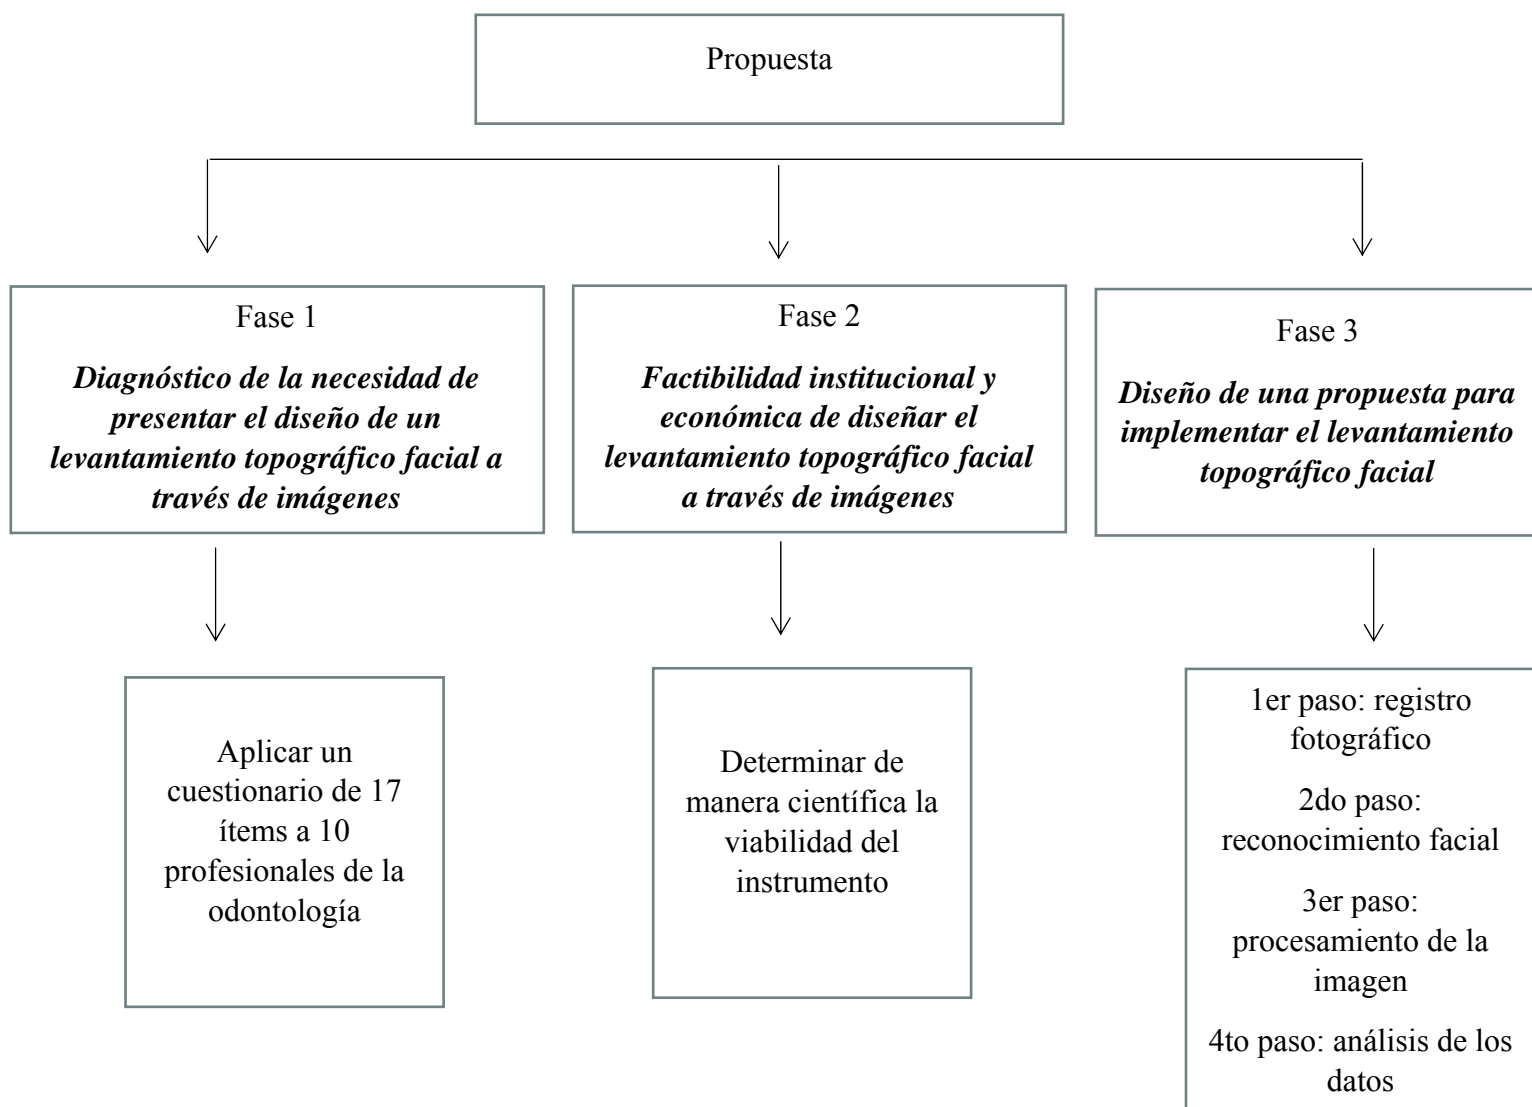 Propuesta
Fase 1
Diagnóstico de la necesidad de
presentar el diseño de un
levantamiento topográfico facial a
través de imágenes
Fase 2
Factibilidad institucional y
económica de diseñar el
levantamiento topográfico facial
a través de imágenes
Fase 3
Diseño de una propuesta para
implementar el levantamiento
topográfico facial
Aplicar un
cuestionario de 17
ítems a 10
profesionales de la
odontología
Determinar de
manera científica la
viabilidad del
instrumento
1er paso: registro
fotográfico
2do paso:
reconocimiento facial
3er paso:
procesamiento de la
imagen
4to paso: análisis de los
datos